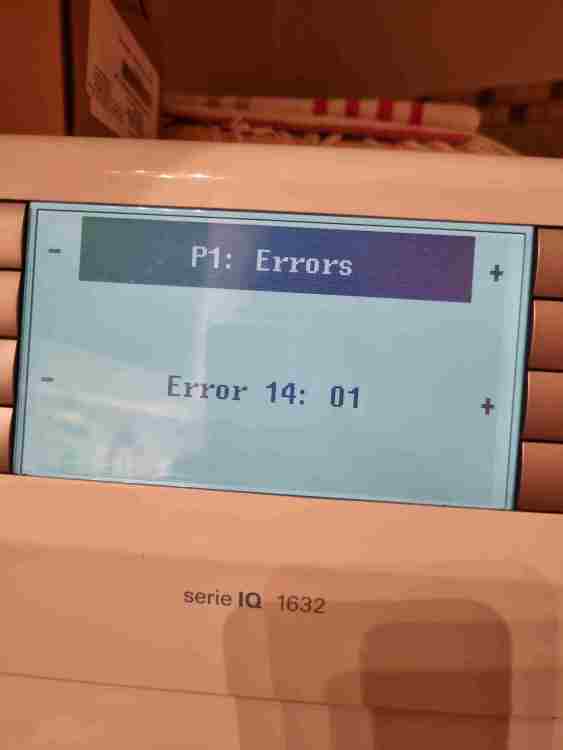 - P1: Errors +
- Error 14: 01 +
serie IQ 1632